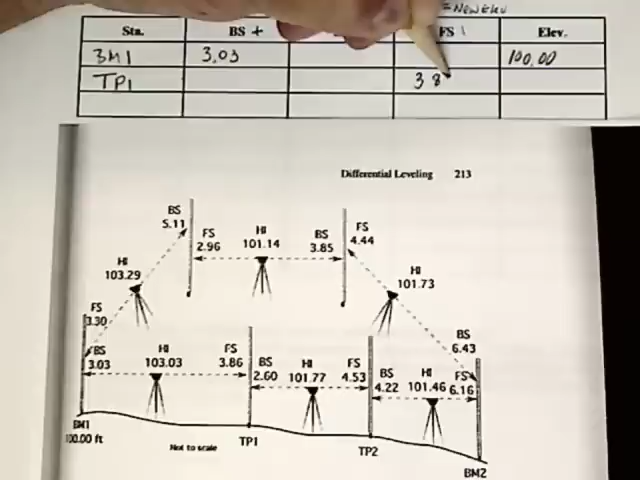 = New Elev
Sta. BS + FS Elev.
BM1 3.03 100.00
TP1 3 8
Differential Leveling 213
BS
5.11
FS
2.96
HI
101.14
BS
3.85
FS
4.44
HI
103.29
HI
101.73
FS
3.30
BS
6.43
BS
3.03
HI
103.03
FS
3.86
BS
2.60
HI
101.77
FS
4.53
BS
4.22
HI
101.46
FS
6.16
BM1
100.00 ft
Not to scale
TP1
TP2
BM2